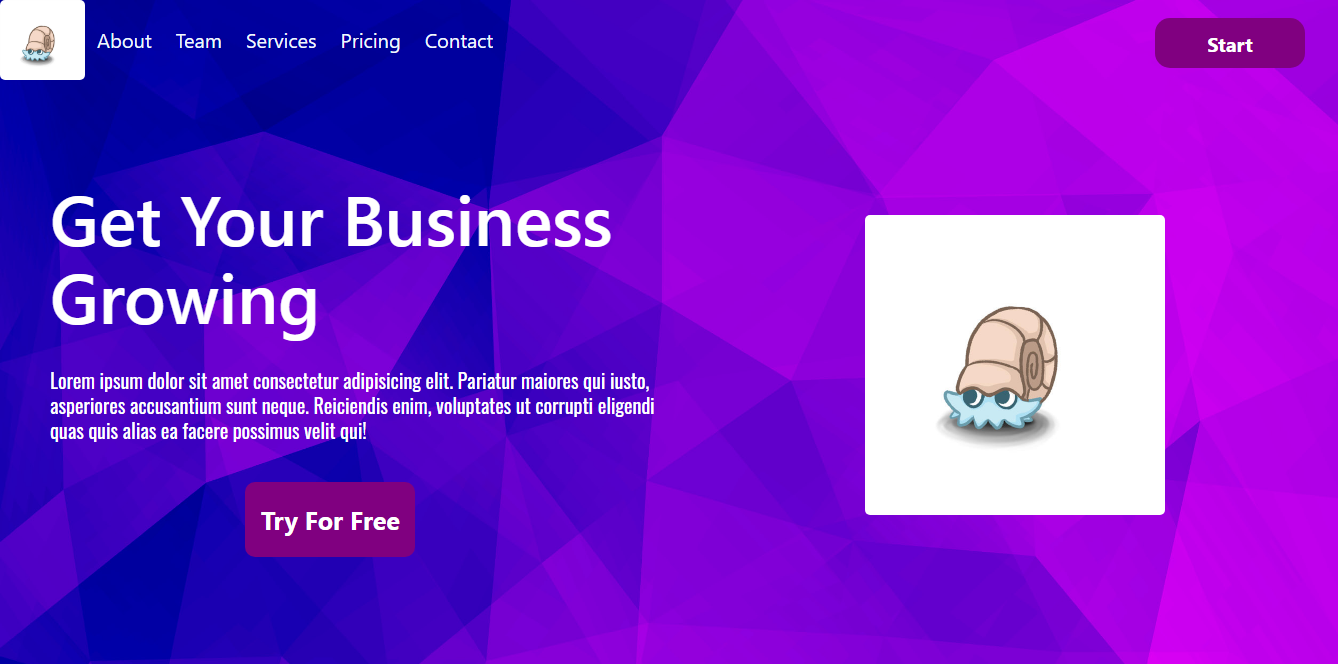 About Team Services Pricing Contact Start
Get Your Business
Growing
Lorem ipsum dolor sit amet consectetur adipisicing elit. Pariatur maiores qui iusto,
asperiores accusantium sunt neque. Reiciendis enim, voluptates ut corrupti eligendi
quas quis alias ea facere possimus velit qui!
Try For Free